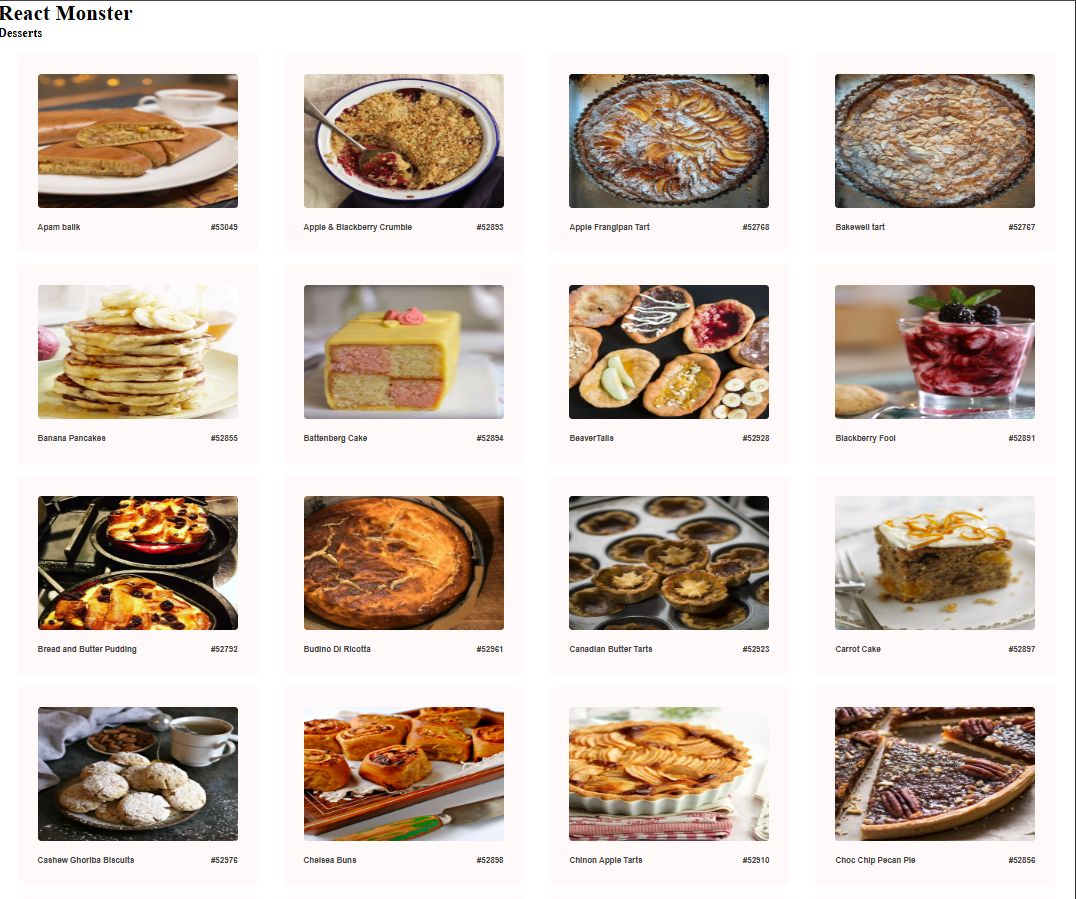 React Monster
Desserts
Apam balik #53049
Apple & Blackberry Crumble #52893
Apple Frangipan Tart #52768
Bakewell tart #52767
Banana Pancakes #52855
Battenberg Cake #52894
BeaverTails #52928
Blackberry Fool #52891
Bread and Butter Pudding #52792
Budino Di Ricotta #52961
Canadian Butter Tarts #52923
Carrot Cake #52897
Cashew Ghoriba Biscuits #52976
Chelsea Buns #52898
Chinon Apple Tarts #52910
Choc Chip Pecan Pie #52856